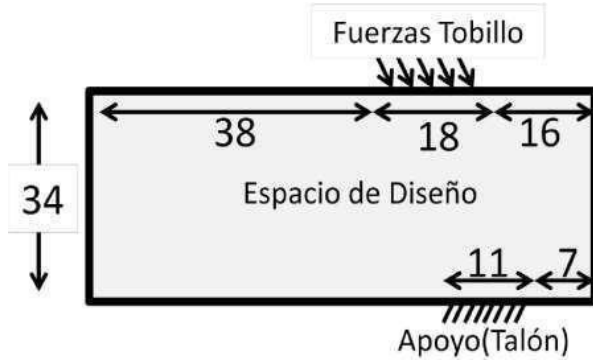 Fuerzas Tobillo
38
18
16
34
Espacio de Diseño
11
7
Apoyo(Talón)